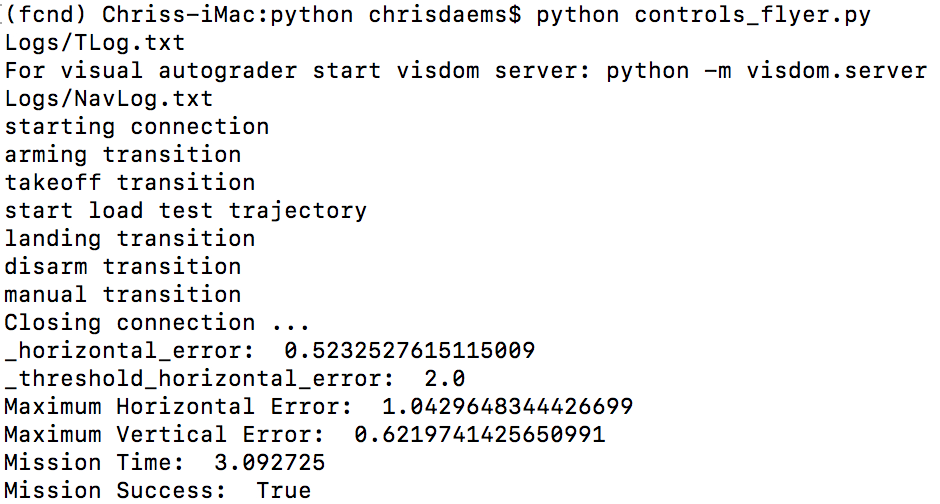 (fcnd) Chriss-iMac:python chrisdaems$ python controls_flyer.py
Logs/TLog.txt
For visual autograder start visdom server: python -m visdom.server
Logs/NavLog.txt
starting connection
arming transition
takeoff transition
start load test trajectory
landing transition
disarm transition
manual transition
Closing connection ...
_horizontal_error:  0.5232527615115009
_threshold_horizontal_error:  2.0
Maximum Horizontal Error:  1.0429648344426699
Maximum Vertical Error:  0.6219741425650991
Mission Time:  3.092725
Mission Success:  True